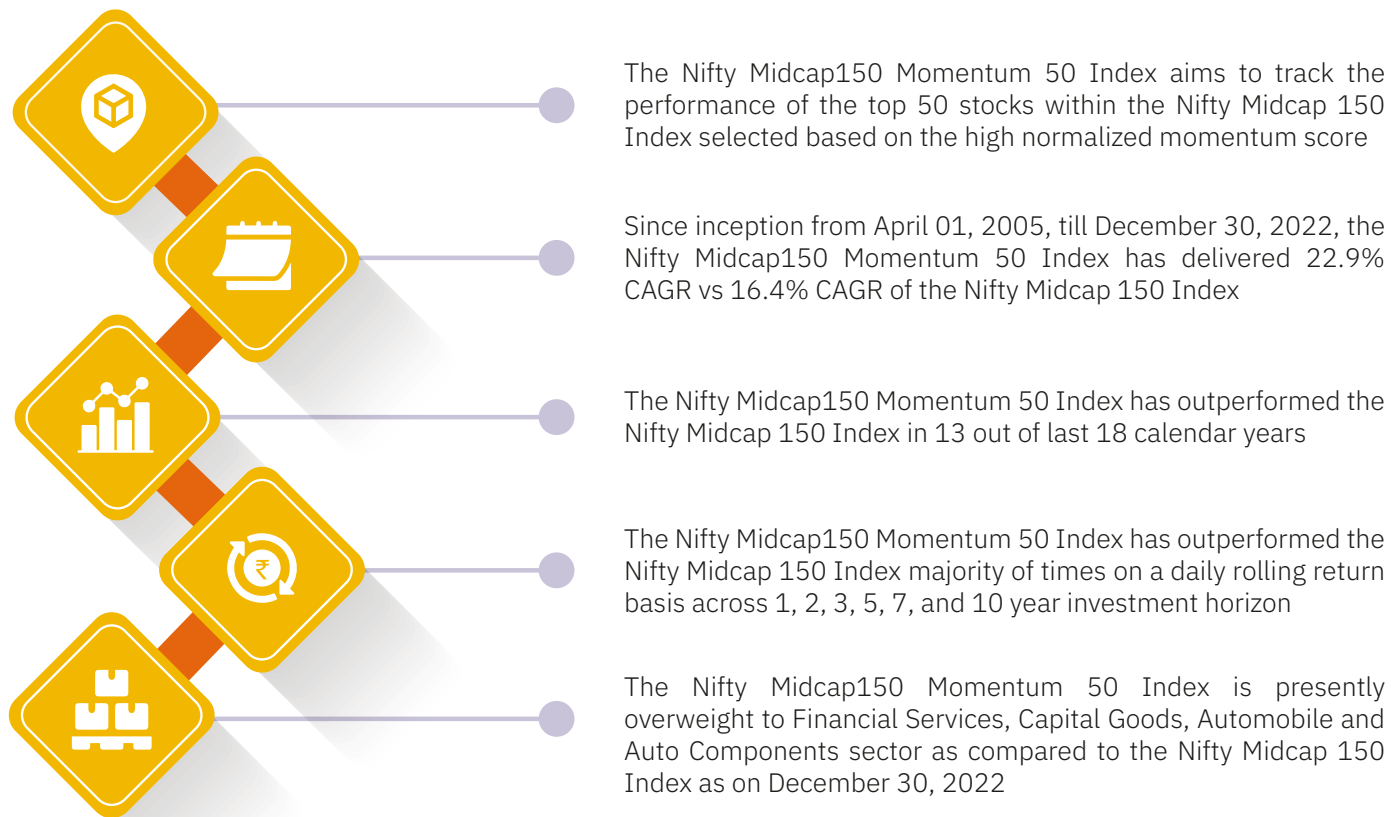 The Nifty Midcap150 Momentum 50 Index aims to track the
performance of the top 50 stocks within the Nifty Midcap 150
Index selected based on the high normalized momentum score
Since inception from April 01, 2005, till December 30, 2022, the
Nifty Midcap150 Momentum 50 Index has delivered 22.9%
CAGR vs 16.4% CAGR of the Nifty Midcap 150 Index
The Nifty Midcap150 Momentum 50 Index has outperformed the
Nifty Midcap 150 Index in 13 out of last 18 calendar years
₹
The Nifty Midcap150 Momentum 50 Index has outperformed the
Nifty Midcap 150 Index majority of times on a daily rolling return
basis across 1, 2, 3, 5, 7, and 10 year investment horizon
The Nifty Midcap150 Momentum 50 Index is presently
overweight to Financial Services, Capital Goods, Automobile and
Auto Components sector as compared to the Nifty Midcap 150
Index as on December 30, 2022